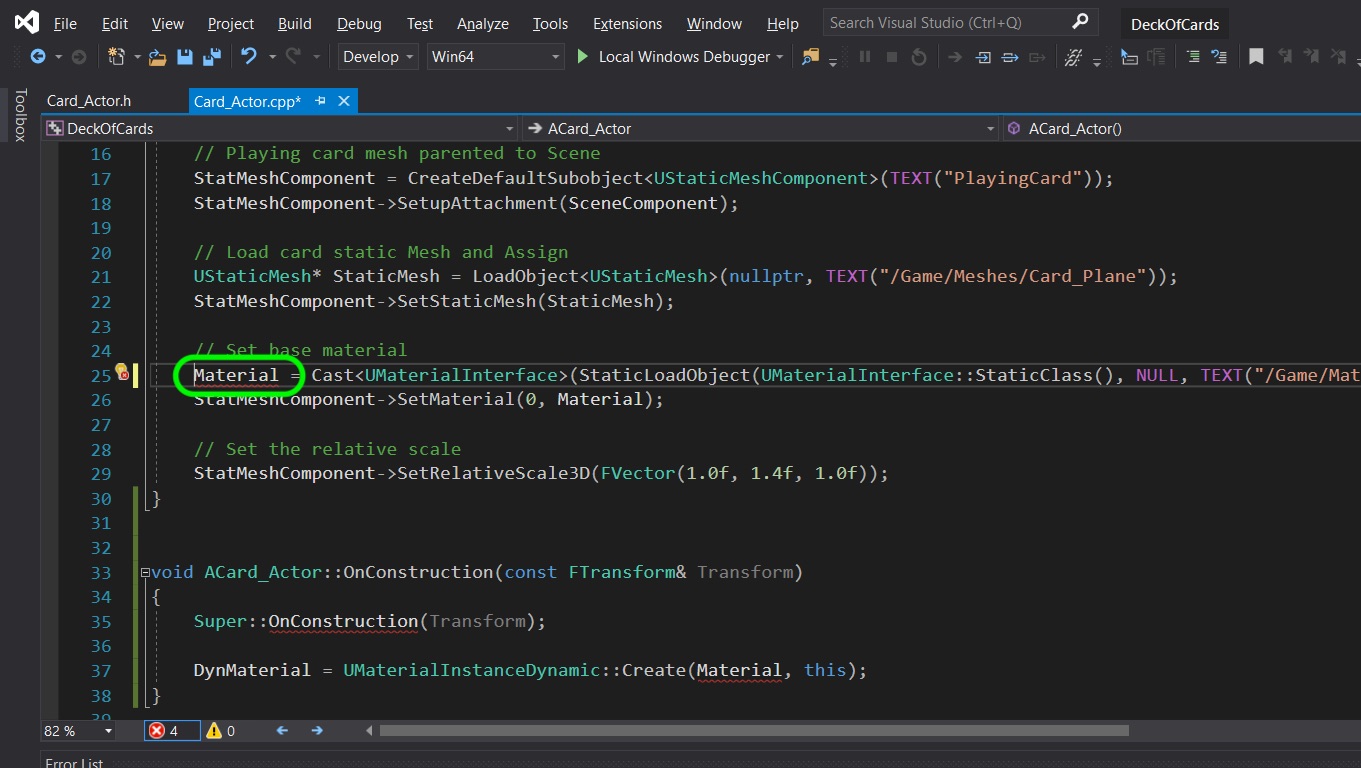 File Edit View Project Build Debug Test Analyze Tools Extensions Window Help Search Visual Studio (Ctrl+Q) DeckOfCards
Develop Win64 Local Windows Debugger
Toolbox
Card_Actor.h Card_Actor.cpp*
DeckOfCards ACard_Actor ACard_Actor()
16 // Playing card mesh parented to Scene
17 StatMeshComponent = CreateDefaultSubobject<UStaticMeshComponent>(TEXT("PlayingCard"));
18 StatMeshComponent->SetupAttachment(SceneComponent);
19
20 // Load card static Mesh and Assign
21 UStaticMesh* StaticMesh = LoadObject<UStaticMesh>(nullptr, TEXT("/Game/Meshes/Card_Plane"));
22 StatMeshComponent->SetStaticMesh(StaticMesh);
23
24 // Set base material
25 Material = Cast<UMaterialInterface>(StaticLoadObject(UMaterialInterface::StaticClass(), NULL, TEXT("/Game/Mat
26 StatMeshComponent->SetMaterial(0, Material);
27
28 // Set the relative scale
29 StatMeshComponent->SetRelativeScale3D(FVector(1.0f, 1.4f, 1.0f));
30 }
31
32
33 void ACard_Actor::OnConstruction(const FTransform& Transform)
34 {
35 Super::OnConstruction(Transform);
36
37 DynMaterial = UMaterialInstanceDynamic::Create(Material, this);
38 }
39
82 % 4 0
Error List